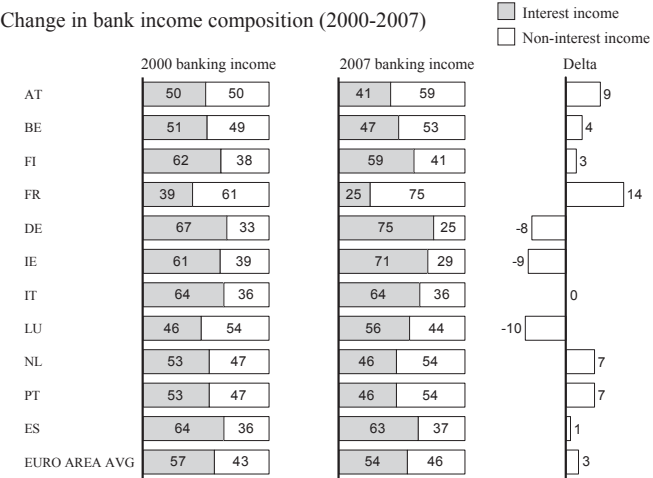 Change in bank income composition (2000-2007)
Interest income
Non-interest income
2000 banking income 2007 banking income Delta
AT 50 50 41 59 9
BE 51 49 47 53 4
FI 62 38 59 41 3
FR 39 61 25 75 14
DE 67 33 75 25 -8
IE 61 39 71 29 -9
IT 64 36 64 36 0
LU 46 54 56 44 -10
NL 53 47 46 54 7
PT 53 47 46 54 7
ES 64 36 63 37 1
EURO AREA AVG 57 43 54 46 3